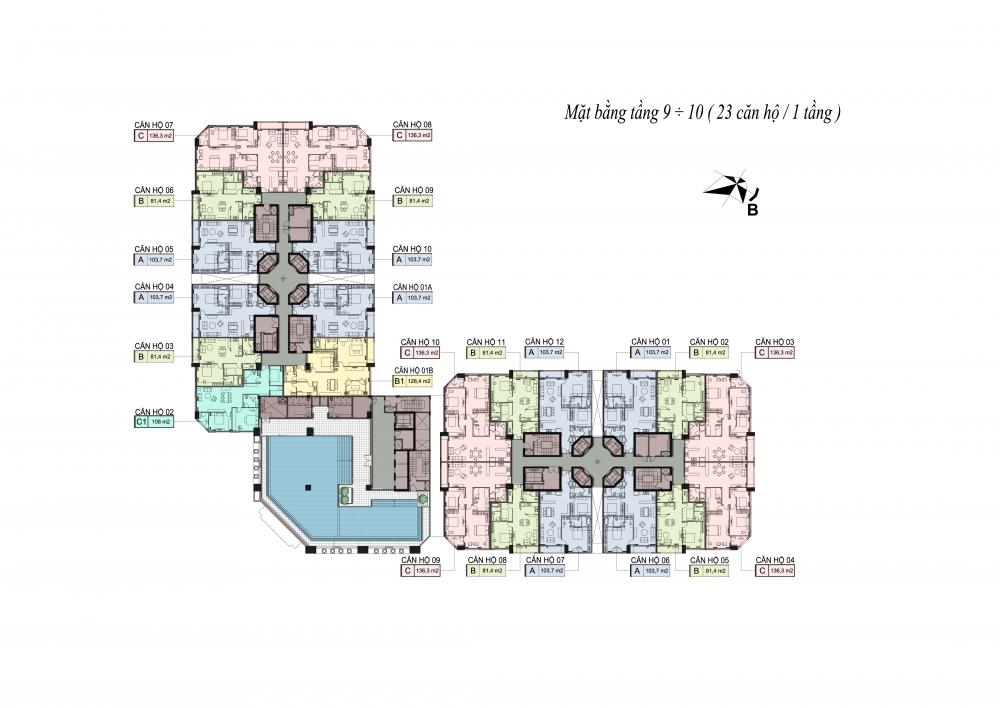 Mặt bằng tầng 9 ÷ 10 ( 23 căn hộ / 1 tầng )
B
CĂN HỘ 07
C 136,3 m2
CĂN HỘ 08
C 136,3 m2
CĂN HỘ 06
B 81,4 m2
CĂN HỘ 09
B 81,4 m2
CĂN HỘ 05
A 103,7 m2
CĂN HỘ 10
A 103,7 m2
CĂN HỘ 04
A 103,7 m2
CĂN HỘ 01A
A 103,7 m2
CĂN HỘ 03
B 81,4 m2
CĂN HỘ 01B
B1 128,4 m2
CĂN HỘ 02
C1 106 m2
CĂN HỘ 10
C 136,3 m2
CĂN HỘ 11
B 81,4 m2
CĂN HỘ 12
A 103,7 m2
CĂN HỘ 01
A 103,7 m2
CĂN HỘ 02
B 81,4 m2
CĂN HỘ 03
C 136,3 m2
CĂN HỘ 09
C 136,3 m2
CĂN HỘ 08
B 81,4 m2
CĂN HỘ 07
A 103,7 m2
CĂN HỘ 06
A 103,7 m2
CĂN HỘ 05
B 81,4 m2
CĂN HỘ 04
C 136,3 m2